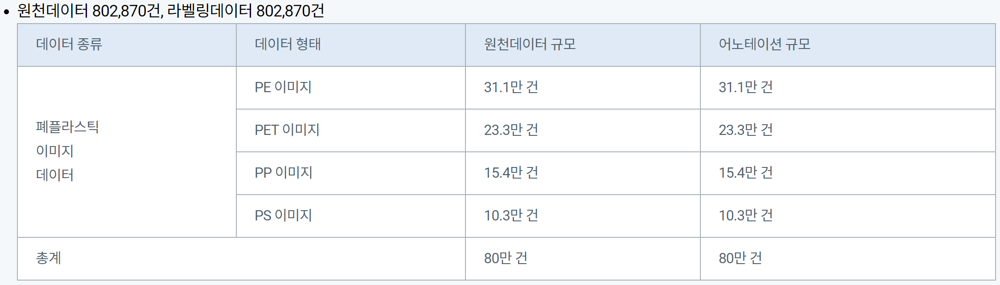 원천데이터 802,870건, 라벨링데이터 802,870건
데이터 종류 데이터 형태 원천데이터 규모 어노테이션 규모
폐플라스틱
이미지
데이터
PE 이미지 31.1만 건 31.1만 건
PET 이미지 23.3만 건 23.3만 건
PP 이미지 15.4만 건 15.4만 건
PS 이미지 10.3만 건 10.3만 건
총계 80만 건 80만 건